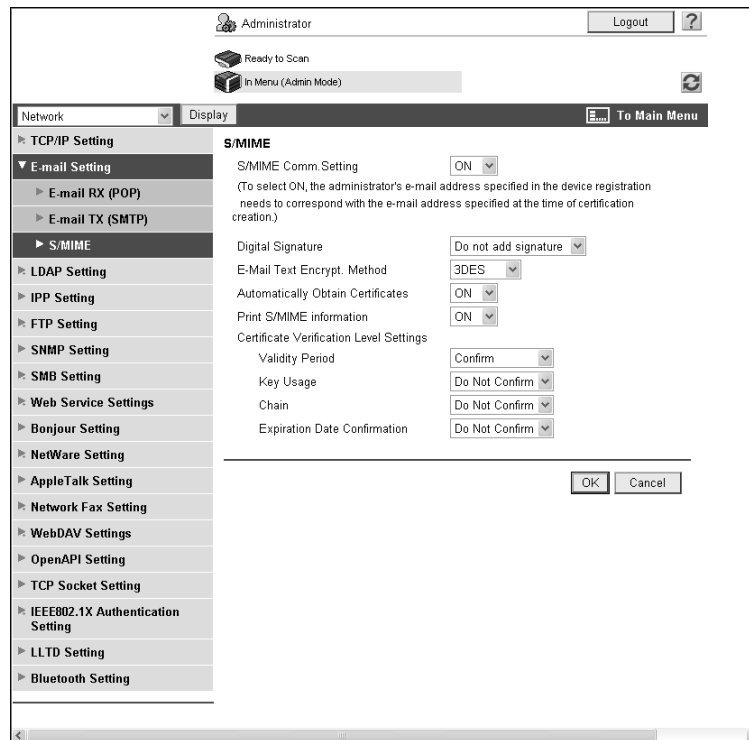 Administrator
Logout
?
Ready to Scan
In Menu (Admin Mode)
Network
Display
To Main Menu
TCP/IP Setting
E-mail Setting
E-mail RX (POP)
E-mail TX (SMTP)
S/MIME
LDAP Setting
IPP Setting
FTP Setting
SNMP Setting
SMB Setting
Web Service Settings
Bonjour Setting
NetWare Setting
AppleTalk Setting
Network Fax Setting
WebDAV Settings
OpenAPI Setting
TCP Socket Setting
IEEE802.1X Authentication
Setting
LLTD Setting
Bluetooth Setting
S/MIME
S/MIME Comm.Setting ON
(To select ON, the administrator's e-mail address specified in the device registration
needs to correspond with the e-mail address specified at the time of certification
creation.)
Digital Signature Do not add signature
E-Mail Text Encrypt. Method 3DES
Automatically Obtain Certificates ON
Print S/MIME information ON
Certificate Verification Level Settings
Validity Period Confirm
Key Usage Do Not Confirm
Chain Do Not Confirm
Expiration Date Confirmation Do Not Confirm
OK Cancel